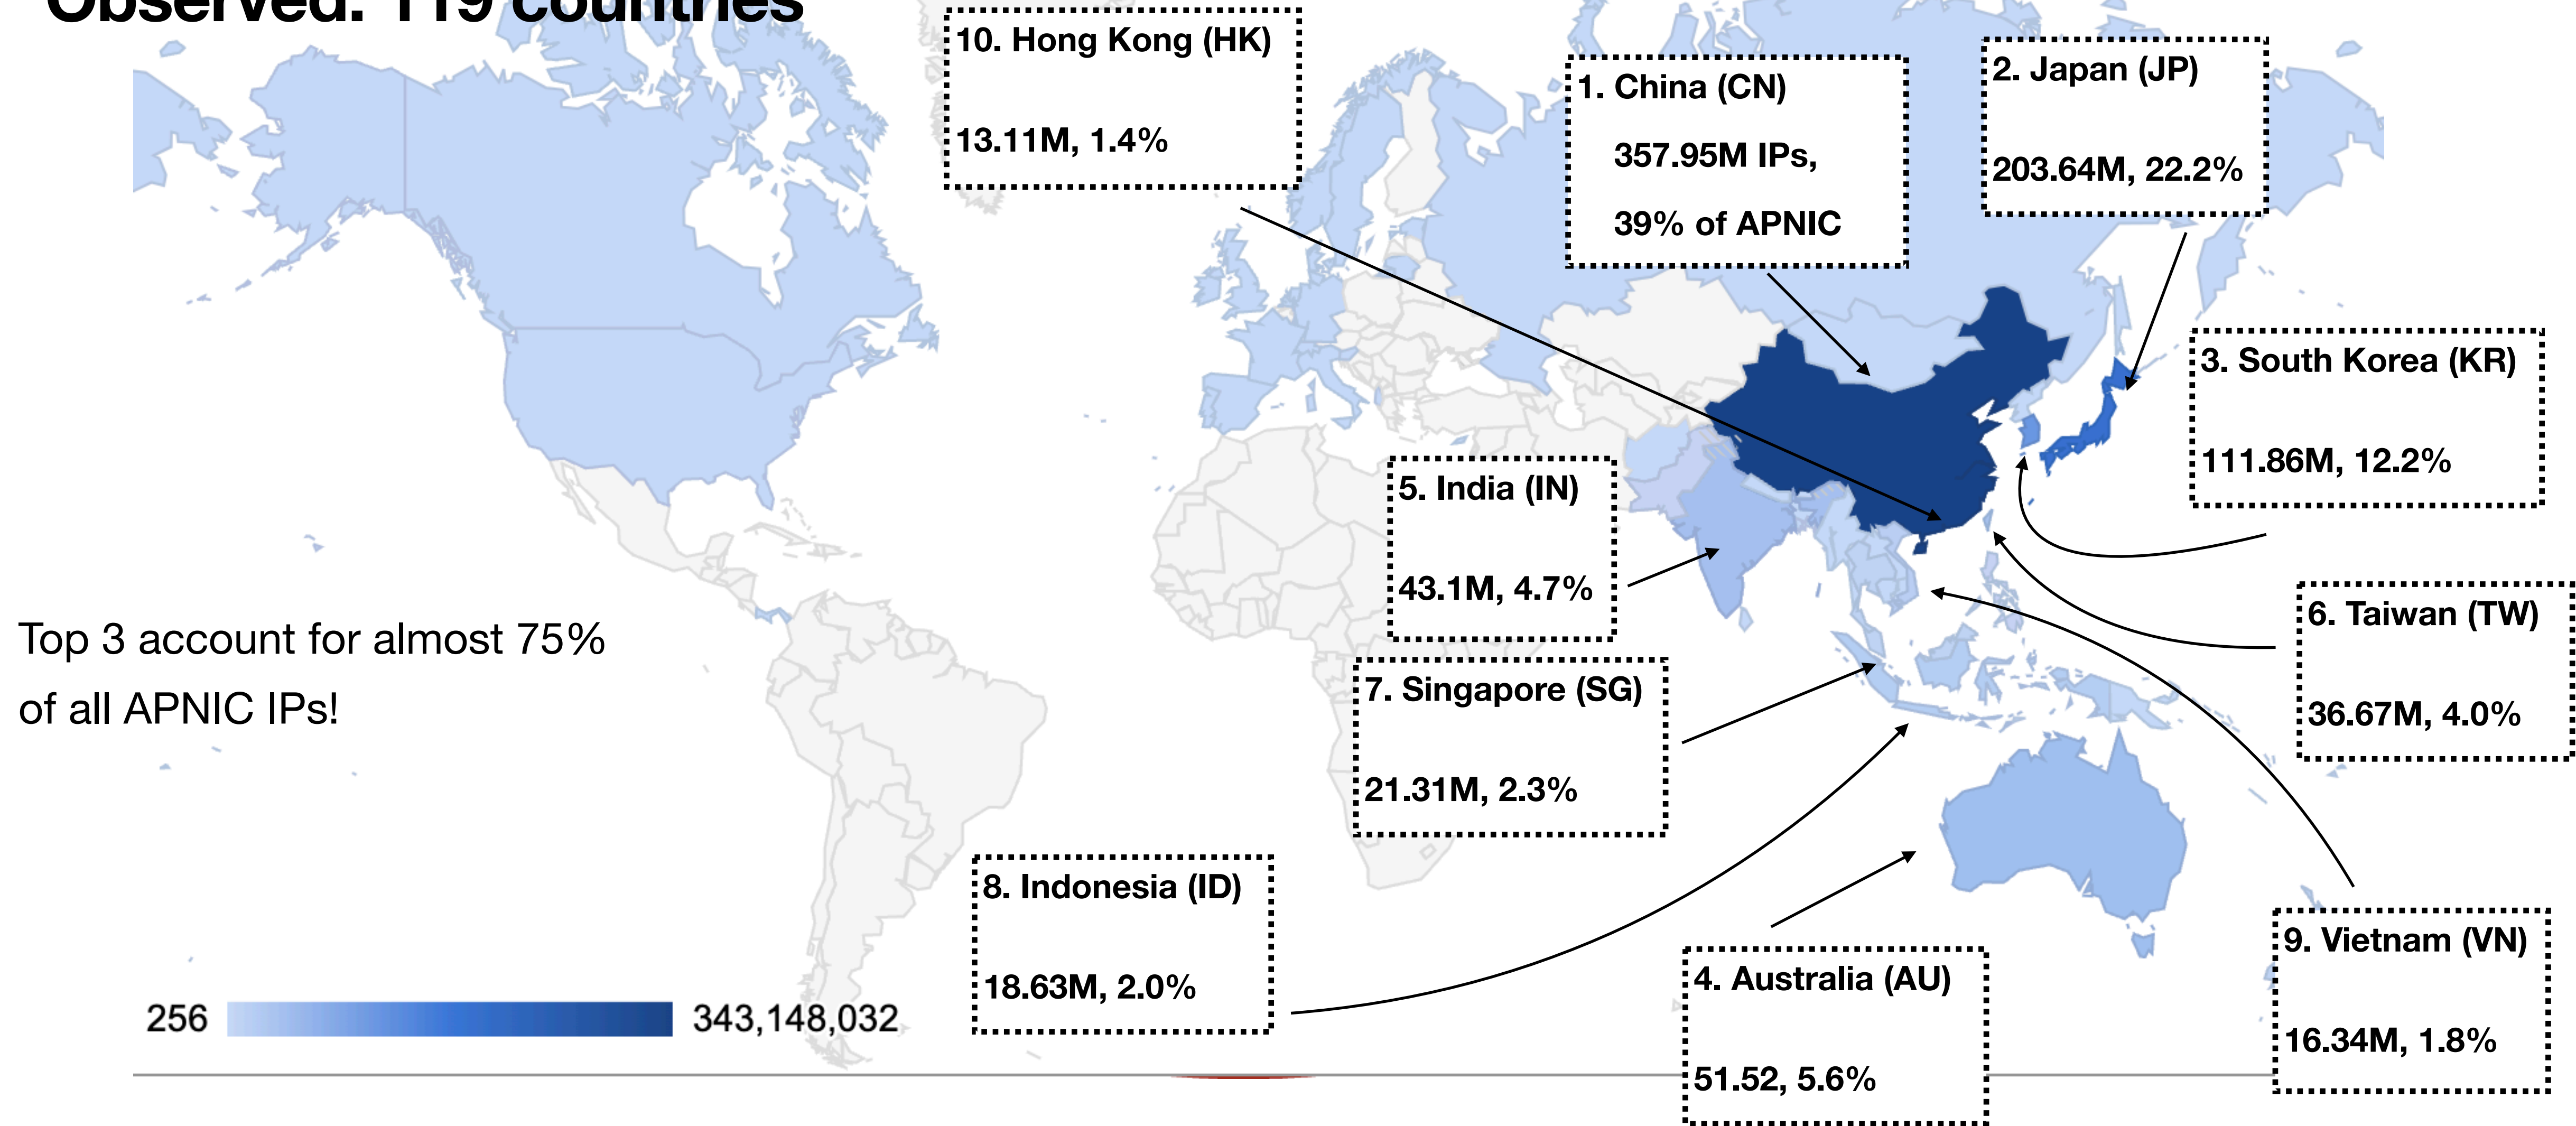 Observed: 119 countries
10. Hong Kong (HK)
13.11M, 1.4%
1. China (CN)
357.95M IPs,
39% of APNIC
2. Japan (JP)
203.64M, 22.2%
3. South Korea (KR)
111.86M, 12.2%
5. India (IN)
43.1M, 4.7%
6. Taiwan (TW)
36.67M, 4.0%
Top 3 account for almost 75%
of all APNIC IPs!
7. Singapore (SG)
21.31M, 2.3%
8. Indonesia (ID)
18.63M, 2.0%
4. Australia (AU)
51.52, 5.6%
9. Vietnam (VN)
16.34M, 1.8%
256
343,148,032